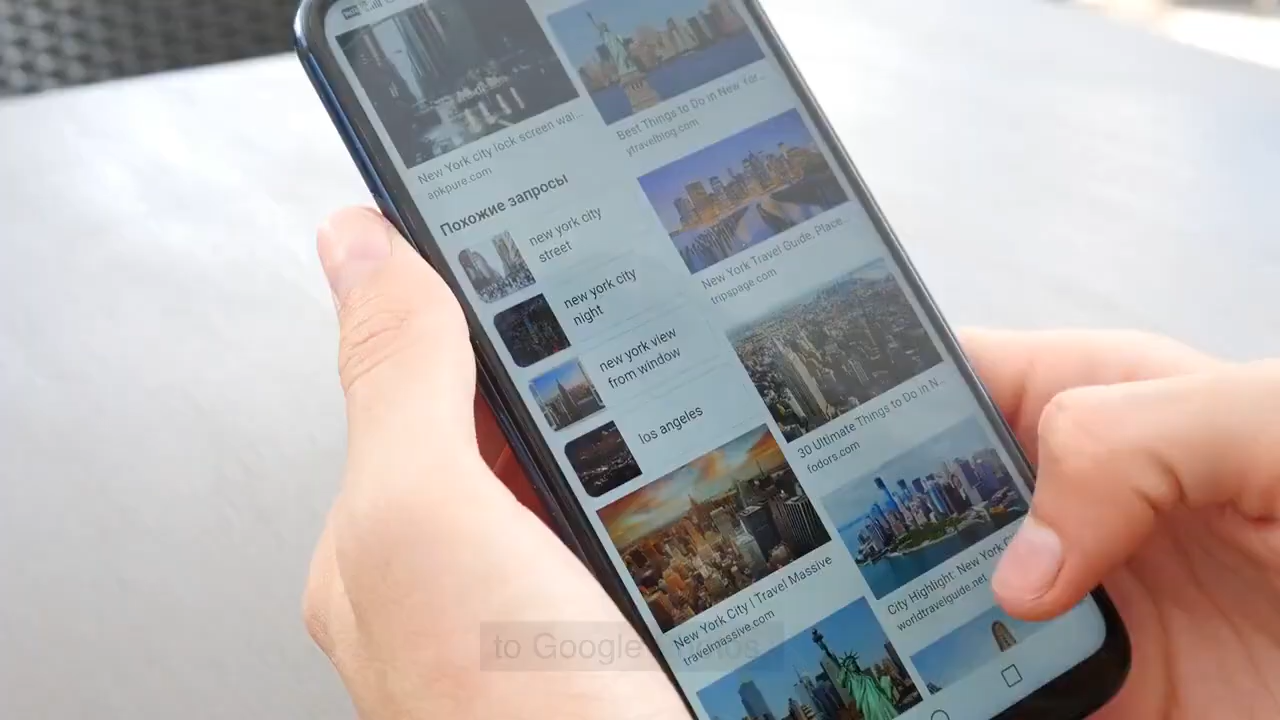 New York city lock screen wal...
apkpure.com
Похожие запросы
new york city
street
new york city
night
new york view
from window
los angeles
New York City | Travel Massive
travelmassive.com
Best Things to Do in New Yor...
ytravelblog.com
New York Travel Guide: Place...
tripspage.com
30 Ultimate Things to Do in N...
fodors.com
City Highlight: New York
worldtravelguide.net
to Google